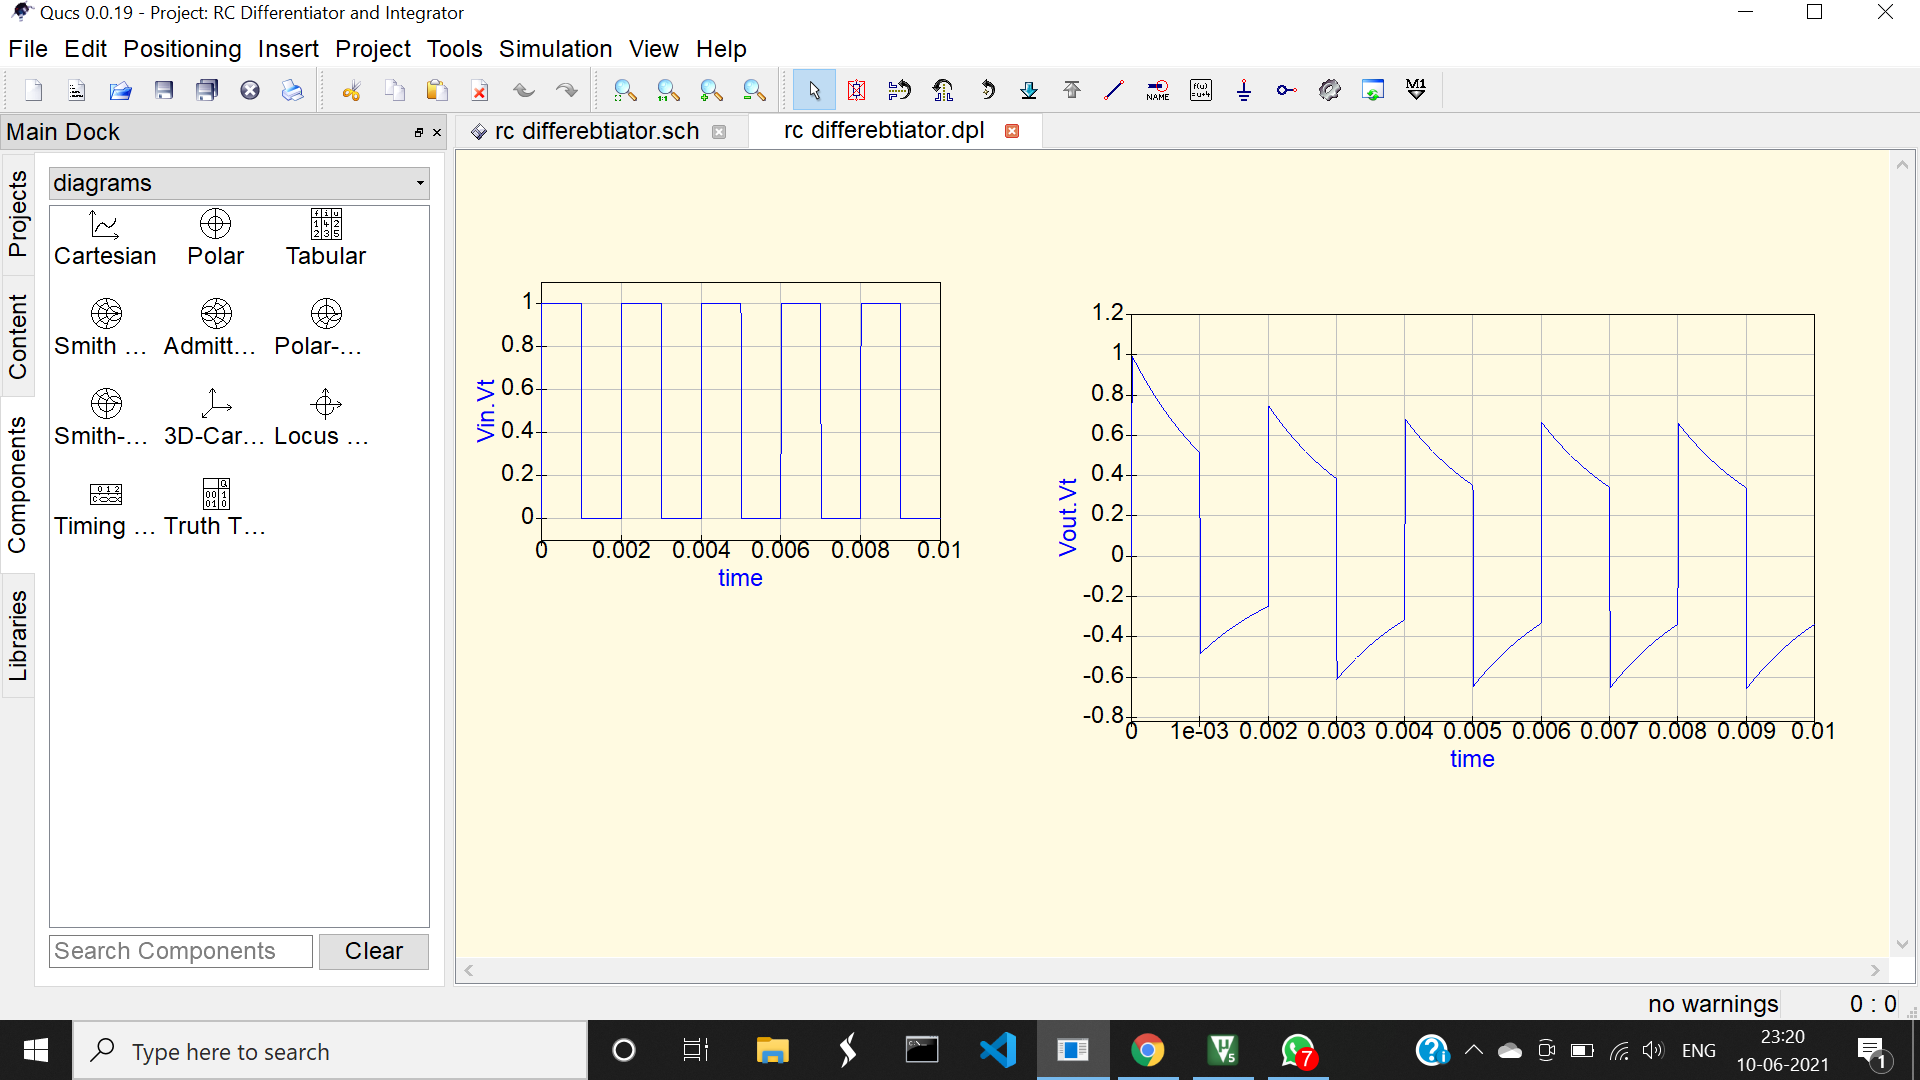 Qucs 0.0.19 - Project: RC Differentiator and Integrator
File Edit Positioning Insert Project Tools Simulation View Help
NAME
M1
Main Dock
rc differebtiator.sch
rc differebtiator.dpl
Projects
Content
Components
Libraries
diagrams
Cartesian Polar Tabular
Smith ... Admitt... Polar-...
Smith-... 3D-Car... Locus ...
Timing ... Truth T...
Search Components
Clear
1
0.8
0.6
0.4
0.2
0
Vin.Vt
0 0.002 0.004 0.006 0.008 0.01
time
1.2
1
0.8
0.6
0.4
0.2
0
-0.2
-0.4
-0.6
-0.8
Vout.Vt
0 1e-03 0.002 0.003 0.004 0.005 0.006 0.007 0.008 0.009 0.01
time
no warnings 0 : 0
Type here to search
7
ENG
23:20
10-06-2021
1